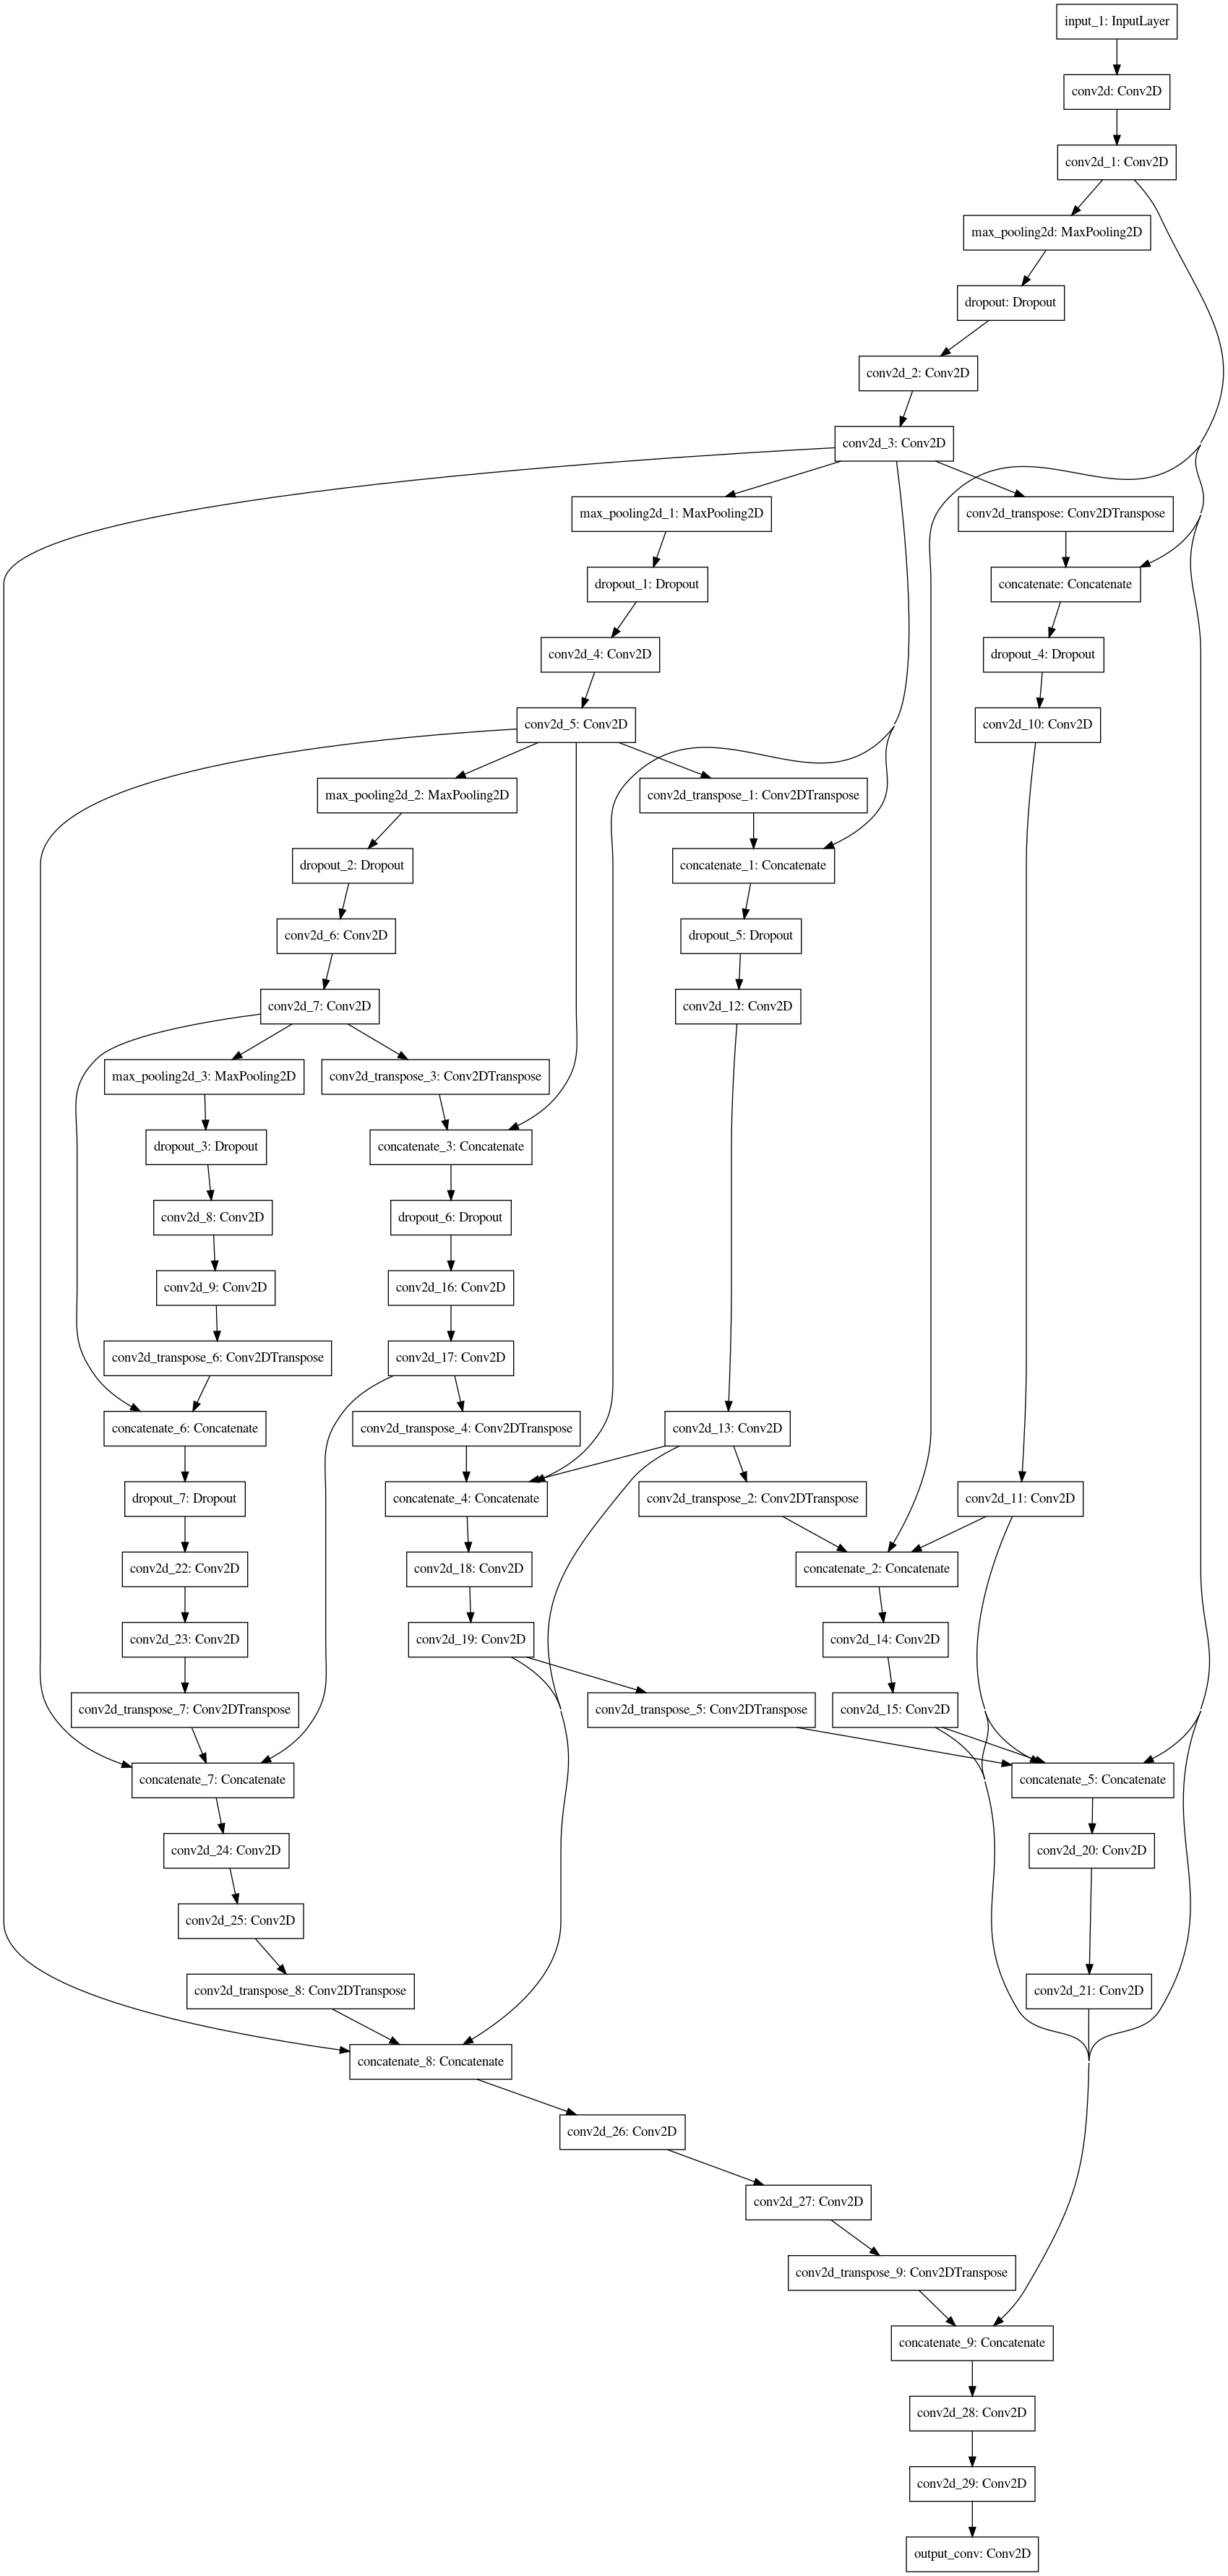 input_1: InputLayer
conv2d: Conv2D
conv2d_1: Conv2D
max_pooling2d: MaxPooling2D
dropout: Dropout
conv2d_2: Conv2D
conv2d_3: Conv2D
max_pooling2d_1: MaxPooling2D
conv2d_transpose: Conv2DTranspose
dropout_1: Dropout
concatenate: Concatenate
conv2d_4: Conv2D
dropout_4: Dropout
conv2d_5: Conv2D
conv2d_10: Conv2D
max_pooling2d_2: MaxPooling2D
conv2d_transpose_1: Conv2DTranspose
dropout_2: Dropout
concatenate_1: Concatenate
conv2d_6: Conv2D
dropout_5: Dropout
conv2d_7: Conv2D
conv2d_12: Conv2D
max_pooling2d_3: MaxPooling2D
conv2d_transpose_3: Conv2DTranspose
dropout_3: Dropout
concatenate_3: Concatenate
conv2d_8: Conv2D
dropout_6: Dropout
conv2d_9: Conv2D
conv2d_16: Conv2D
conv2d_transpose_6: Conv2DTranspose
conv2d_17: Conv2D
concatenate_6: Concatenate
conv2d_transpose_4: Conv2DTranspose
conv2d_13: Conv2D
dropout_7: Dropout
concatenate_4: Concatenate
conv2d_transpose_2: Conv2DTranspose
conv2d_11: Conv2D
conv2d_22: Conv2D
conv2d_18: Conv2D
concatenate_2: Concatenate
conv2d_23: Conv2D
conv2d_19: Conv2D
conv2d_14: Conv2D
conv2d_transpose_7: Conv2DTranspose
conv2d_transpose_5: Conv2DTranspose
conv2d_15: Conv2D
concatenate_7: Concatenate
concatenate_5: Concatenate
conv2d_24: Conv2D
conv2d_20: Conv2D
conv2d_25: Conv2D
conv2d_transpose_8: Conv2DTranspose
conv2d_21: Conv2D
concatenate_8: Concatenate
conv2d_26: Conv2D
conv2d_27: Conv2D
conv2d_transpose_9: Conv2DTranspose
concatenate_9: Concatenate
conv2d_28: Conv2D
conv2d_29: Conv2D
output_conv: Conv2D